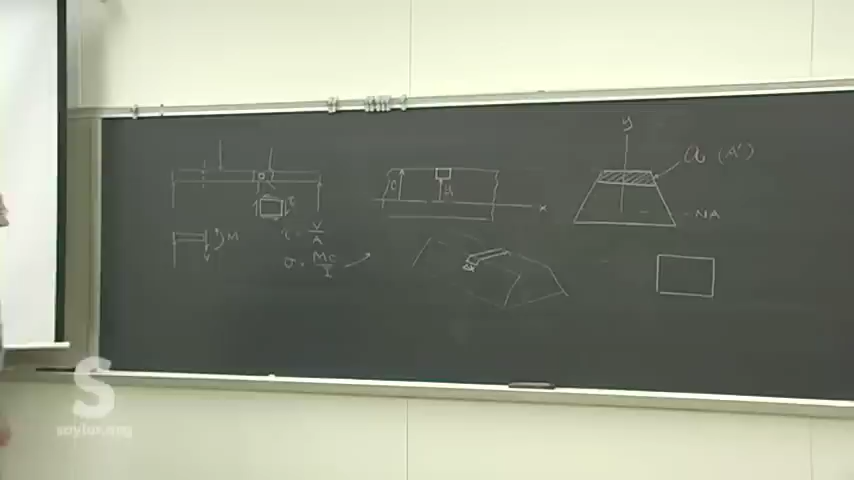 y
a (A')
NA
x
M
V
τ = V/A
σ = Mc/I
S
saylor.org